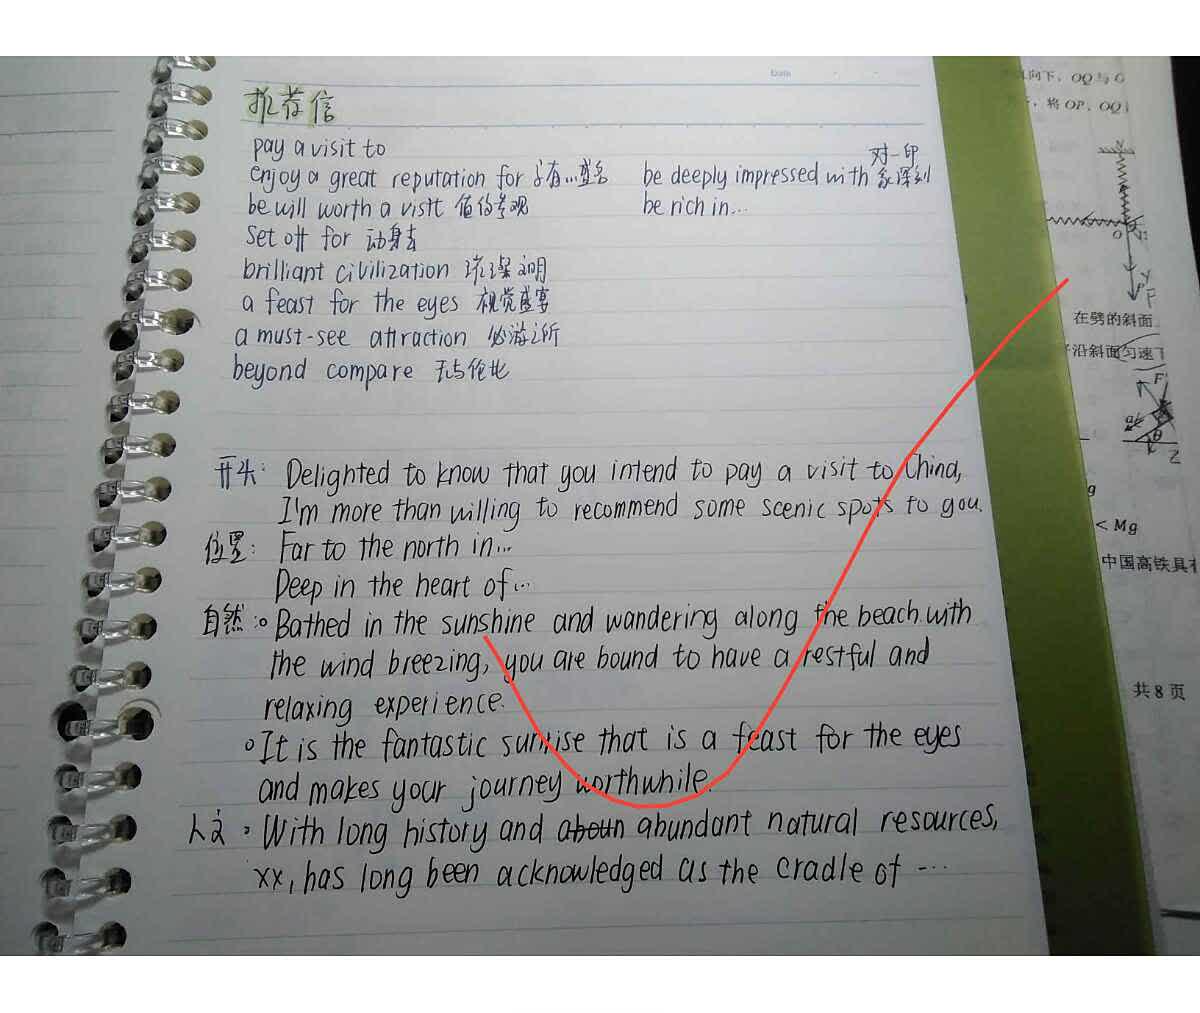 Date
推荐信
pay a visit to
enjoy a great reputation for 享有…盛名
be will worth a visit 值的参观
set off for 动身去
brilliant civilization 璀璨文明
a feast for the eyes 视觉盛宴
a must-see attraction 必游之所
beyond compare 无与伦比
be deeply impressed with 对…印象深刻
be rich in...
开头: Delighted to know that you intend to pay a visit to China,
I'm more than willing to recommend some scenic spots to you.
位置: Far to the north in...
Deep in the heart of...
自然: Bathed in the sunshine and wandering along the beach with
the wind breezing, you are bound to have a restful and
relaxing experience.
It is the fantastic sunrise that is a feast for the eyes
and makes your journey worthwhile.
人文 With long history and aboun abundant natural resources,
xx, has long been acknowledged as the cradle of ...
向下，OQ与O
，将OP、OQ
O
F
在劈的斜面
沿斜面匀速下
F
θ
g
< Mg
中国高铁具有
共8页